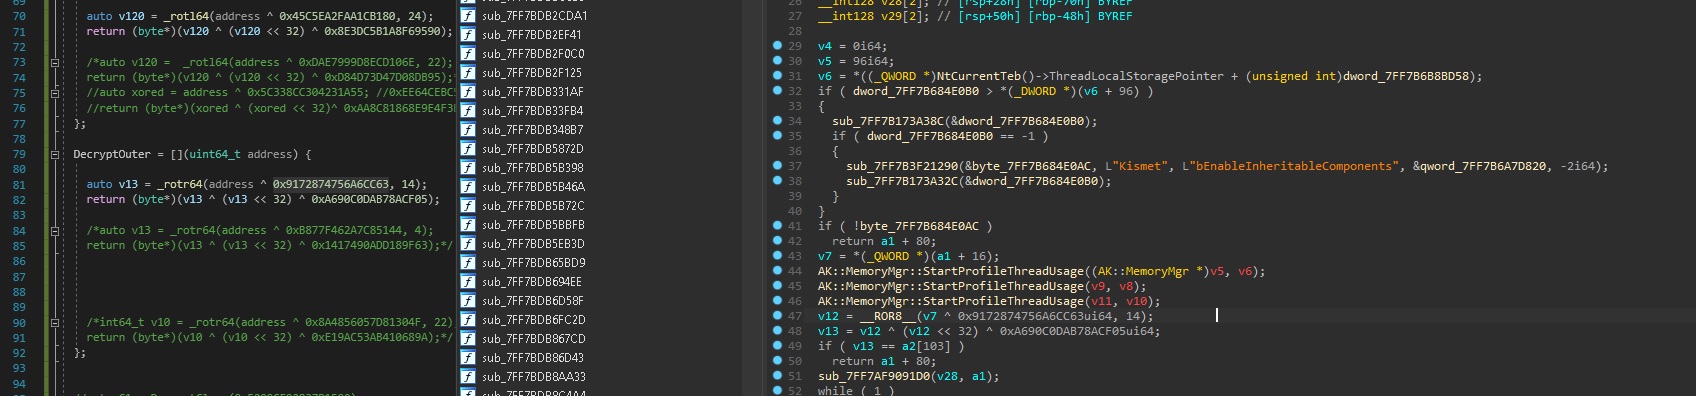 69
70 auto v120 = _rotl64(address ^ 0x45C5EA2FAA1CB180, 24);
71 return (byte*)(v120 ^ (v120 << 32) ^ 0x8E3DC5B1A8F69590);
72
73 /*auto v120 = _rotl64(address ^ 0xDAE7999D8ECD106E, 22);
74 return (byte*)(v120 ^ (v120 << 32) ^ 0xD84D73D47D08DB95);*
75 //auto xored = address ^ 0x5C338CC304231A55; //0xEE64CEBC
76 //return (byte*)(xored ^ (xored << 32)^ 0xAA8C81868E9E4F3
77 };
78
79 DecryptOuter = [](uint64_t address) {
80
81 auto v13 = _rotr64(address ^ 0x9172874756A6CC63, 14);
82 return (byte*)(v13 ^ (v13 << 32) ^ 0xA690C0DAB78ACF05);
83
84 /*auto v13 = _rotr64(address ^ 0xB877F462A7C85144, 4);
85 return (byte*)(v13 ^ (v13 << 32) ^ 0x1417490ADD189F63);*/
86
87
88
89
90 /*int64_t v10 = _rotr64(address ^ 0x8A4856057D81304F, 22)
91 return (byte*)(v10 ^ (v10 << 32) ^ 0xE19AC53AB410689A);*/
92 };
93
94
sub_7FF7BDB2CDA1
sub_7FF7BDB2EF41
sub_7FF7BDB2F0C0
sub_7FF7BDB2F125
sub_7FF7BDB331AF
sub_7FF7BDB33FB4
sub_7FF7BDB348B7
sub_7FF7BDB5872D
sub_7FF7BDB5B398
sub_7FF7BDB5B46A
sub_7FF7BDB5B72C
sub_7FF7BDB5BBFB
sub_7FF7BDB5EB3D
sub_7FF7BDB65BD9
sub_7FF7BDB694EE
sub_7FF7BDB6D58F
sub_7FF7BDB6FC2D
sub_7FF7BDB867CD
sub_7FF7BDB86D43
sub_7FF7BDB8AA33
26 __int128 v28[2]; // [rsp+28h] [rbp-70h] BYREF
27 __int128 v29[2]; // [rsp+50h] [rbp-48h] BYREF
28
29 v4 = 0i64;
30 v5 = 96i64;
31 v6 = *((_QWORD *)NtCurrentTeb()->ThreadLocalStoragePointer + (unsigned int)dword_7FF7B6B8BD58);
32 if ( dword_7FF7B684E0B0 > *(_DWORD *)(v6 + 96) )
33 {
34 sub_7FF7B173A38C(&dword_7FF7B684E0B0);
35 if ( dword_7FF7B684E0B0 == -1 )
36 {
37 sub_7FF7B3F21290(&byte_7FF7B684E0AC, L"Kismet", L"bEnableInheritableComponents", &qword_7FF7B6A7D820, -2i64);
38 sub_7FF7B173A32C(&dword_7FF7B684E0B0);
39 }
40 }
41 if ( !byte_7FF7B684E0AC )
42 return a1 + 80;
43 v7 = *(_QWORD *)(a1 + 16);
44 AK::MemoryMgr::StartProfileThreadUsage((AK::MemoryMgr *)v5, v6);
45 AK::MemoryMgr::StartProfileThreadUsage(v9, v8);
46 AK::MemoryMgr::StartProfileThreadUsage(v11, v10);
47 v12 = __ROR8__(v7 ^ 0x9172874756A6CC63ui64, 14);
48 v13 = v12 ^ (v12 << 32) ^ 0xA690C0DAB78ACF05ui64;
49 if ( v13 == a2[103] )
50 return a1 + 80;
51 sub_7FF7AF9091D0(v28, a1);
52 while ( 1 )